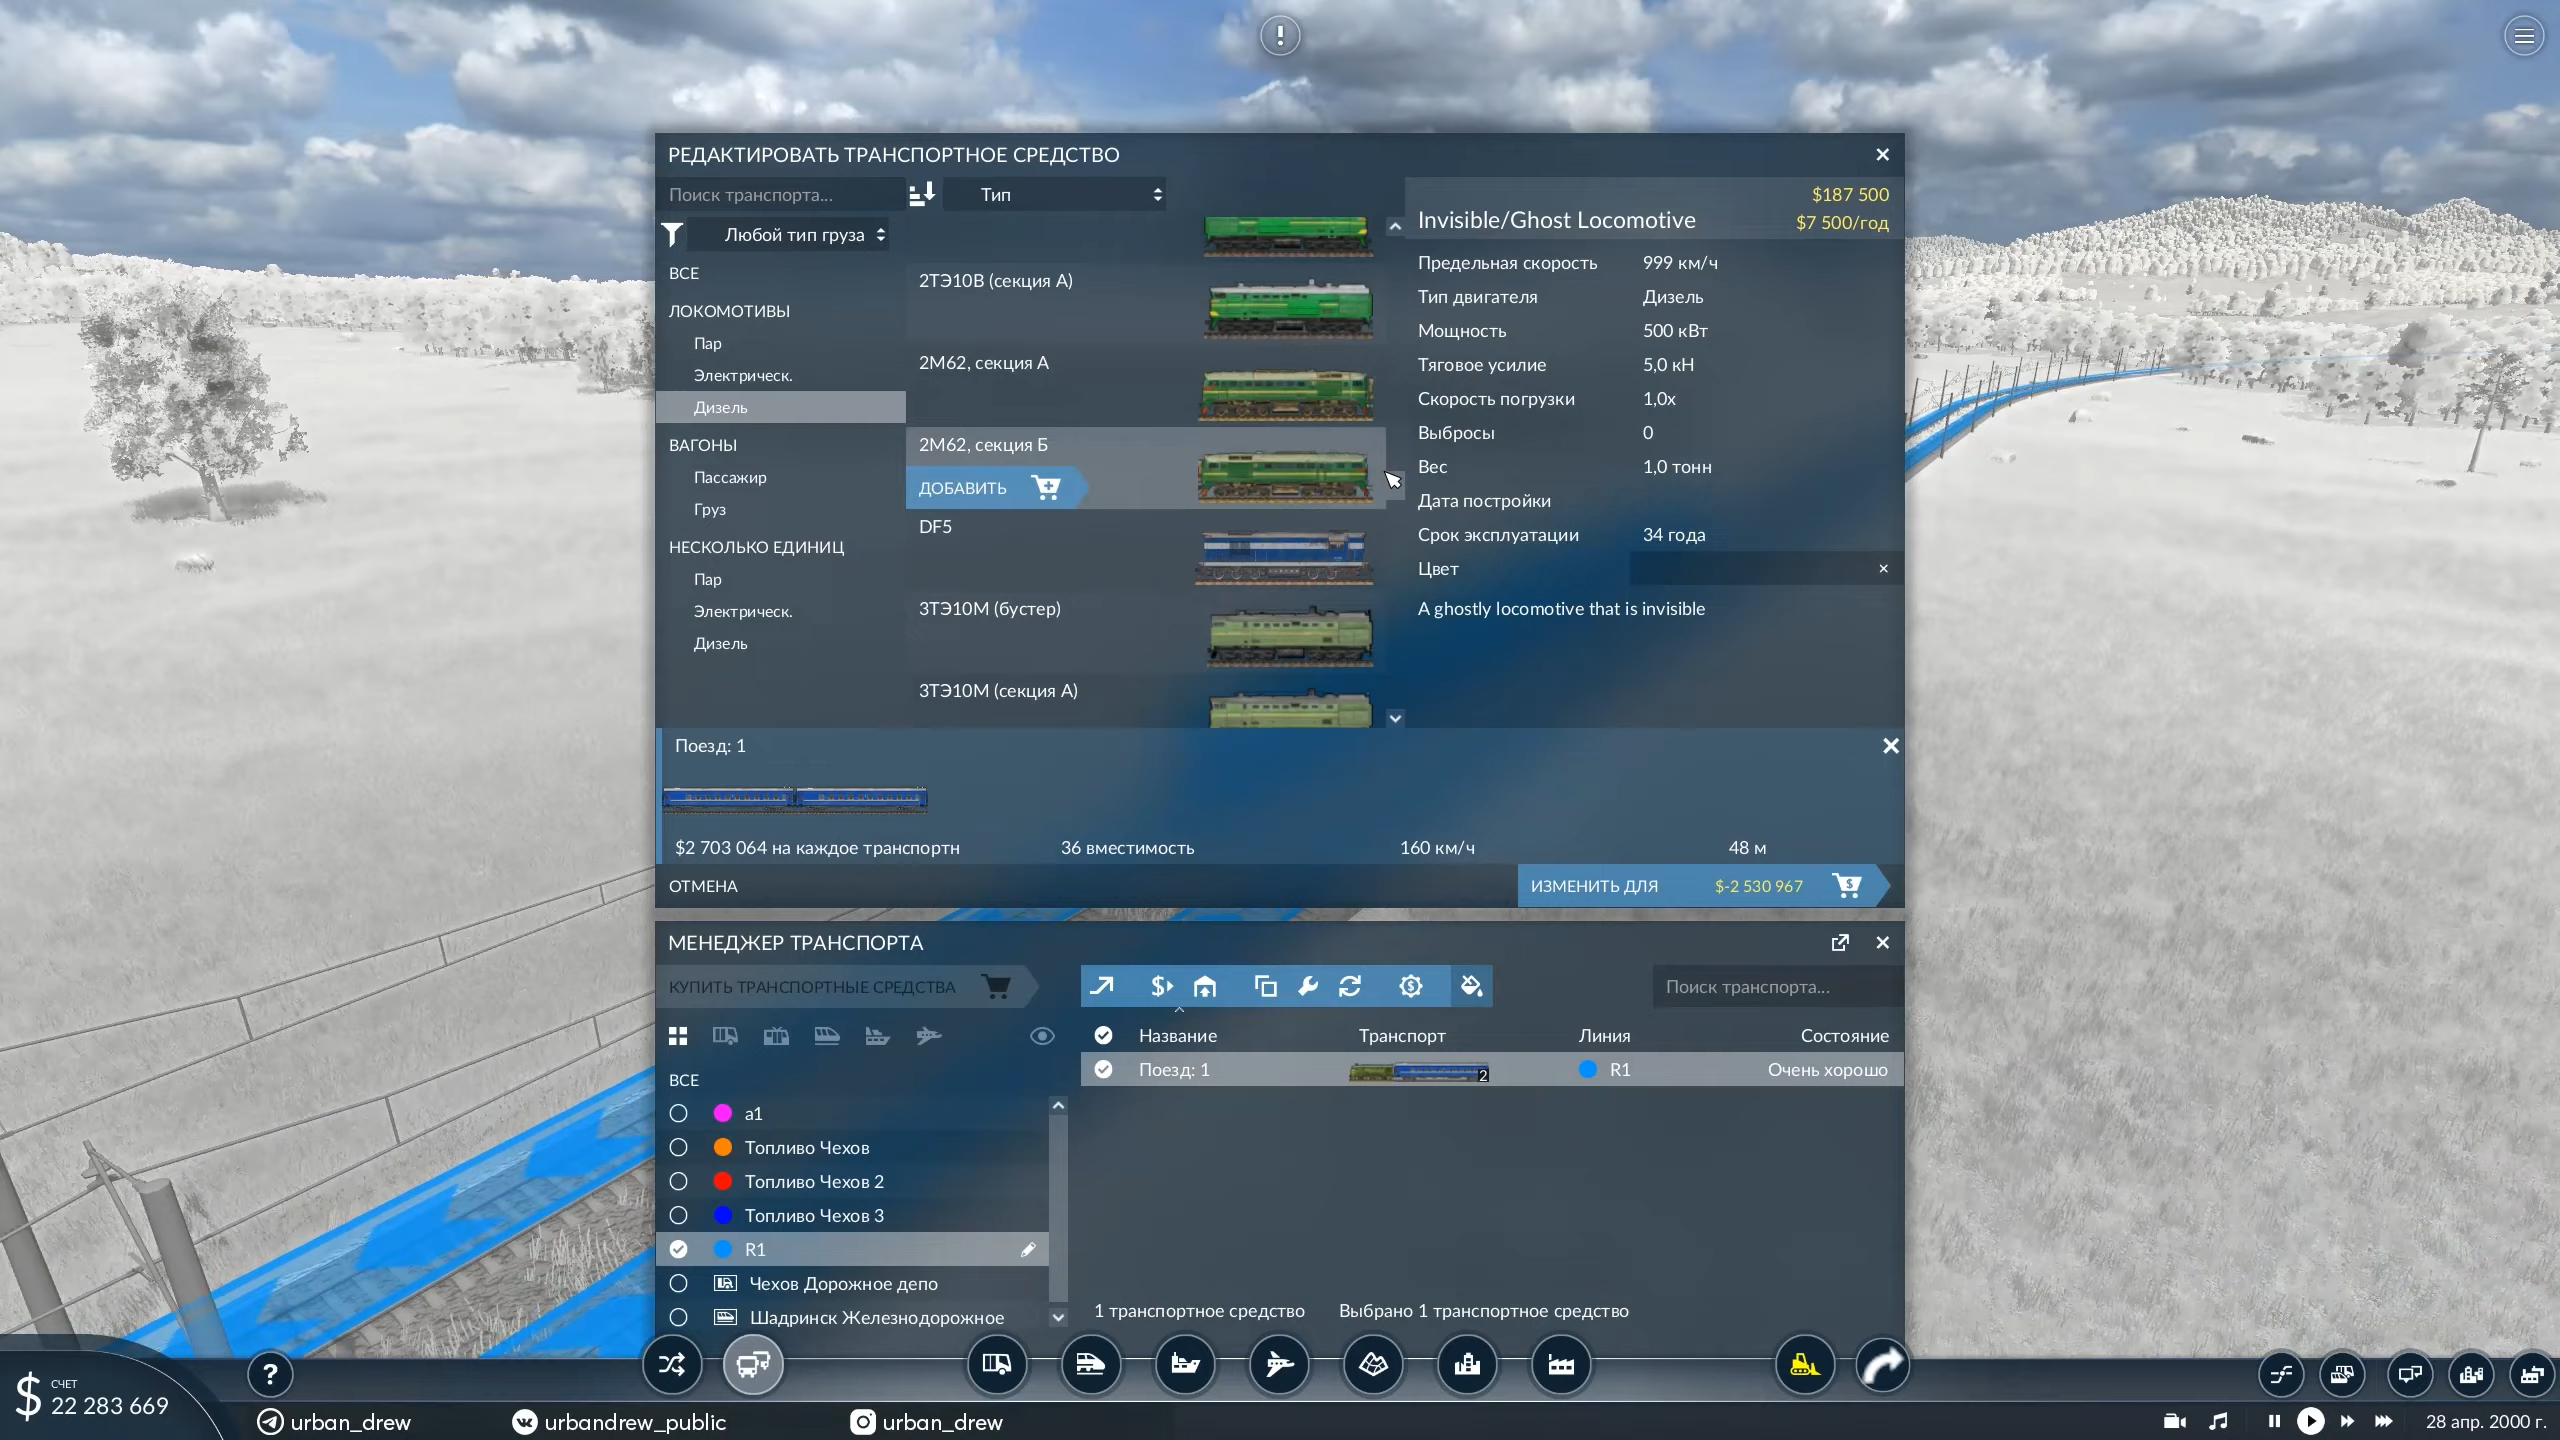 РЕДАКТИРОВАТЬ ТРАНСПОРТНОЕ СРЕДСТВО
Поиск транспорта...
Тип
Любой тип груза
ВСЕ
ЛОКОМОТИВЫ
Пар
Электрическ.
Дизель
ВАГОНЫ
Пассажир
Груз
НЕСКОЛЬКО ЕДИНИЦ
Пар
Электрическ.
Дизель
2ТЭ10В (секция А)
2М62, секция А
2М62, секция Б
ДОБАВИТЬ
DF5
3ТЭ10М (бустер)
3ТЭ10М (секция А)
$187 500
Invisible/Ghost Locomotive
$7 500/год
Предельная скорость 999 км/ч
Тип двигателя Дизель
Мощность 500 кВт
Тяговое усилие 5,0 кН
Скорость погрузки 1,0x
Выбросы 0
Вес 1,0 тонн
Дата постройки
Срок эксплуатации 34 года
Цвет
A ghostly locomotive that is invisible
Поезд: 1
$2 703 064 на каждое транспортн 36 вместимость 160 км/ч 48 м
ОТМЕНА
ИЗМЕНИТЬ ДЛЯ $-2 530 967
МЕНЕДЖЕР ТРАНСПОРТА
КУПИТЬ ТРАНСПОРТНЫЕ СРЕДСТВА
Поиск транспорта...
ВСЕ
a1
Топливо Чехов
Топливо Чехов 2
Топливо Чехов 3
R1
Чехов Дорожное депо
Шадринск Железнодорожное
Название Транспорт Линия Состояние
Поезд: 1 2 R1 Очень хорошо
1 транспортное средство Выбрано 1 транспортное средство
СЧЕТ
$ 22 283 669
?
urban_drew
urbandrew_public
urban_drew
28 апр. 2000 г.